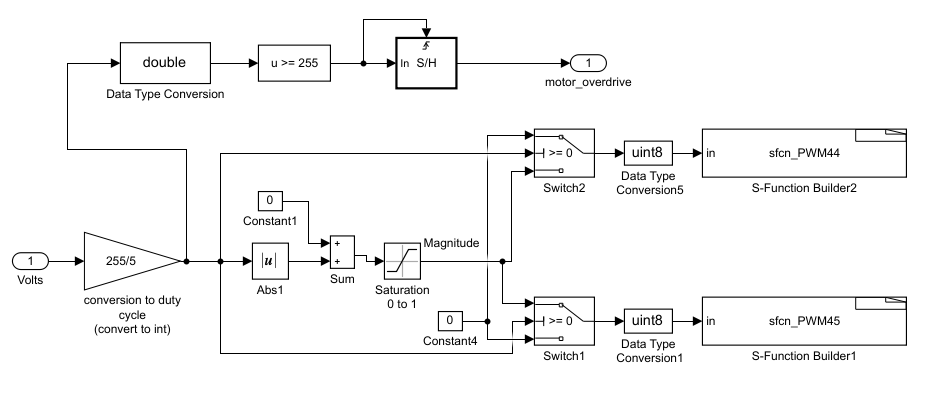 double
Data Type Conversion
u >= 255
In S/H
1
motor_overdrive
>= 0
Switch2
uint8
Data Type
Conversion5
in
sfcn_PWM44
S-Function Builder2
0
Constant1
1
Volts
255/5
conversion to duty
cycle
(convert to int)
|u|
Abs1
+
+
Sum
Magnitude
Saturation
0 to 1
0
Constant4
>= 0
Switch1
uint8
Data Type
Conversion1
in
sfcn_PWM45
S-Function Builder1